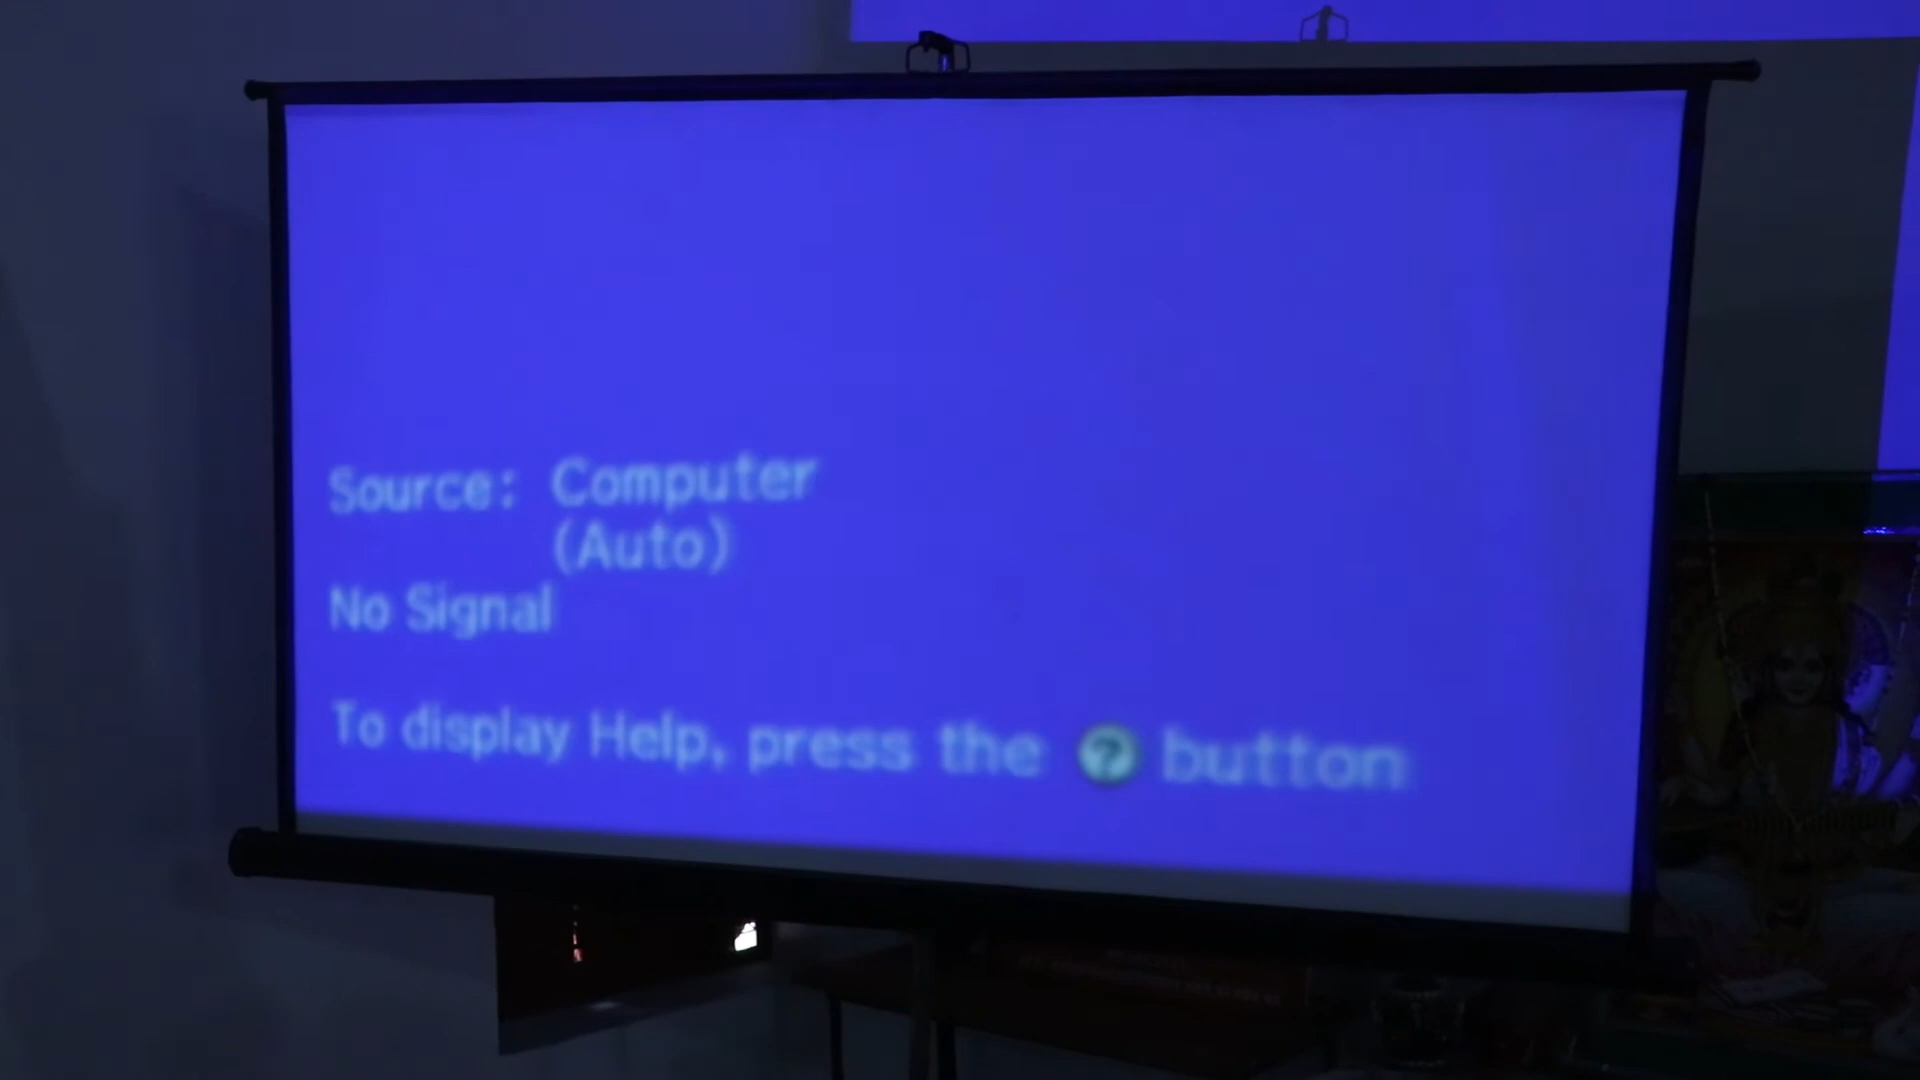 Source: Computer
(Auto)
No Signal
To display Help, press the ? button